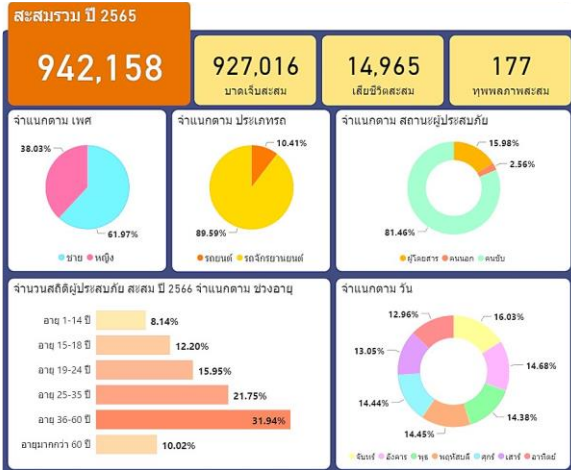 สะสมรวม ปี 2565
942,158
927,016
บาดเจ็บสะสม
14,965
เสียชีวิตสะสม
177
ทุพพลภาพสะสม
จำแนกตาม เพศ
38.03%
61.97%
ชาย หญิง
จำแนกตาม ประเภทรถ
10.41%
89.59%
รถยนต์ รถจักรยานยนต์
จำแนกตาม สถานะผู้ประสบภัย
15.98%
2.56%
81.46%
ผู้โดยสาร คนนอก คนขับ
จำนวนสถิติผู้ประสบภัย สะสม ปี 2566 จำแนกตาม ช่วงอายุ
อายุ 1-14 ปี 8.14%
อายุ 15-18 ปี 12.20%
อายุ 19-24 ปี 15.95%
อายุ 25-35 ปี 21.75%
อายุ 36-60 ปี 31.94%
อายุมากกว่า 60 ปี 10.02%
จำแนกตาม วัน
12.96%
16.03%
13.05%
14.68%
14.44%
14.38%
14.45%
จันทร์ อังคาร พุธ พฤหัสบดี ศุกร์ เสาร์ อาทิตย์